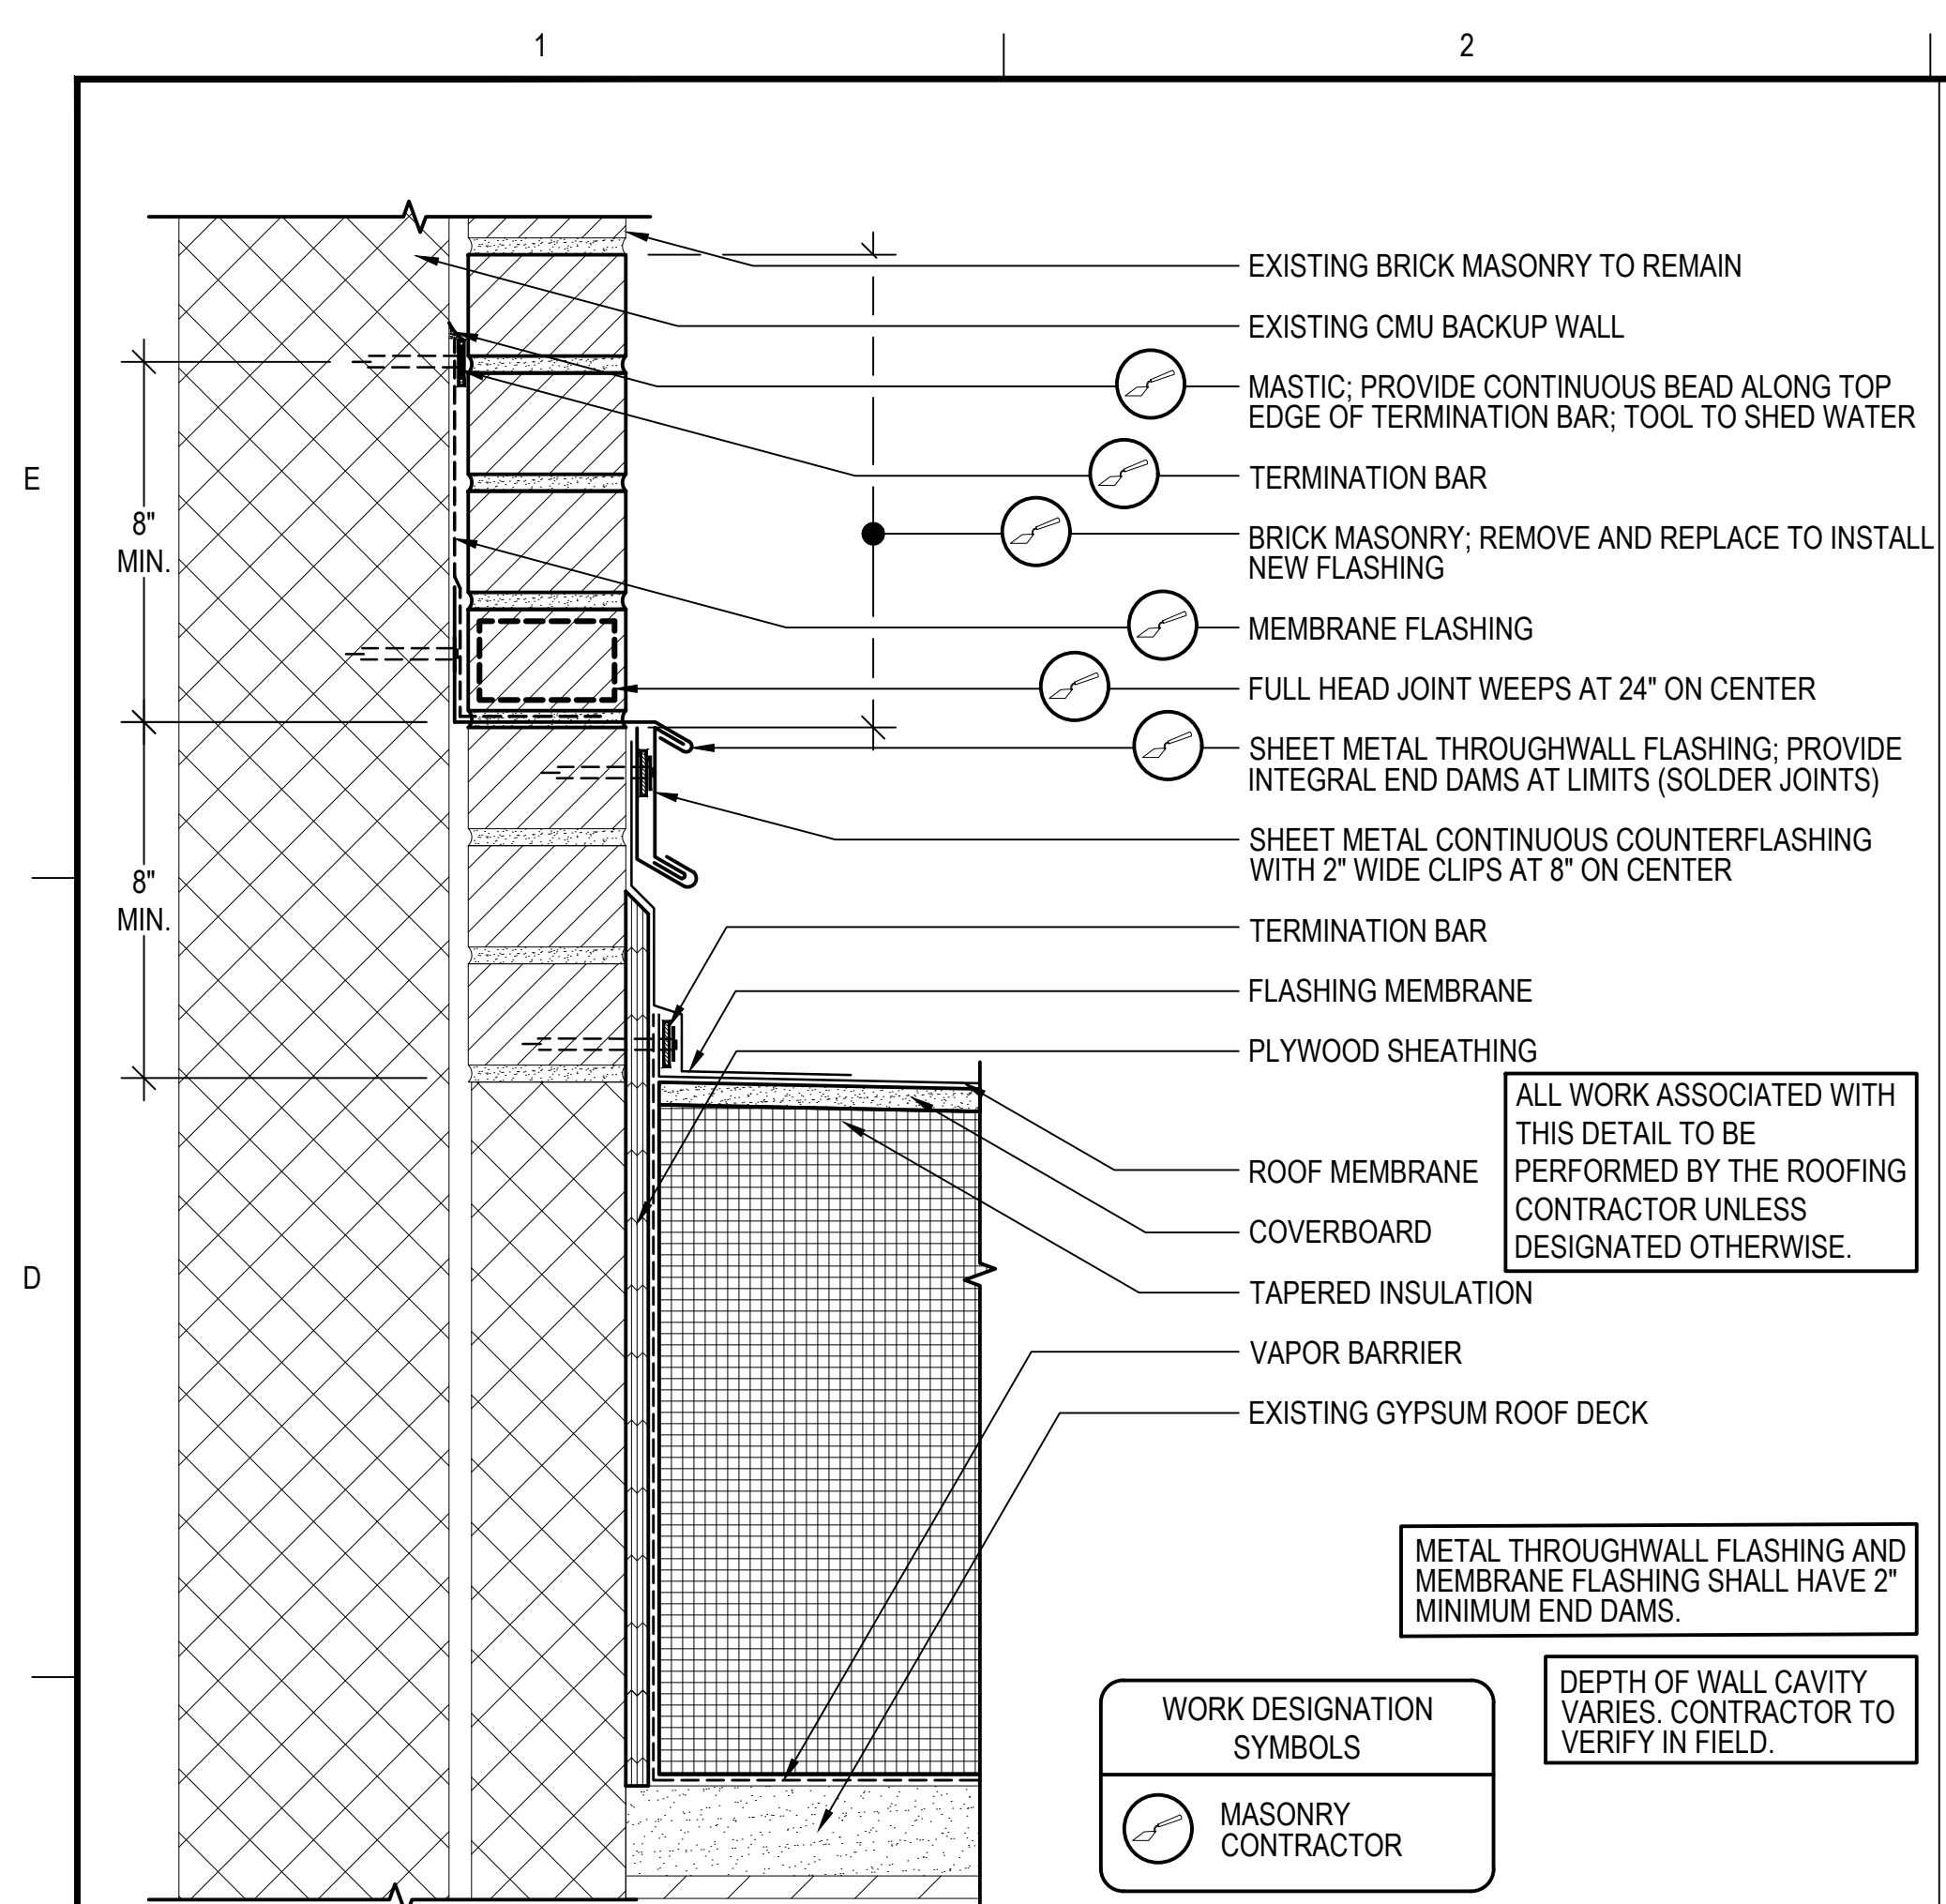 1
2
E
D
8"
MIN.
8"
MIN.
EXISTING BRICK MASONRY TO REMAIN
EXISTING CMU BACKUP WALL
MASTIC; PROVIDE CONTINUOUS BEAD ALONG TOP
EDGE OF TERMINATION BAR; TOOL TO SHED WATER
TERMINATION BAR
BRICK MASONRY; REMOVE AND REPLACE TO INSTALL
NEW FLASHING
MEMBRANE FLASHING
FULL HEAD JOINT WEEPS AT 24" ON CENTER
SHEET METAL THROUGHWALL FLASHING; PROVIDE
INTEGRAL END DAMS AT LIMITS (SOLDER JOINTS)
SHEET METAL CONTINUOUS COUNTERFLASHING
WITH 2" WIDE CLIPS AT 8" ON CENTER
TERMINATION BAR
FLASHING MEMBRANE
PLYWOOD SHEATHING
ROOF MEMBRANE
COVERBOARD
TAPERED INSULATION
VAPOR BARRIER
EXISTING GYPSUM ROOF DECK
ALL WORK ASSOCIATED WITH
THIS DETAIL TO BE
PERFORMED BY THE ROOFING
CONTRACTOR UNLESS
DESIGNATED OTHERWISE.
METAL THROUGHWALL FLASHING AND
MEMBRANE FLASHING SHALL HAVE 2"
MINIMUM END DAMS.
DEPTH OF WALL CAVITY
VARIES. CONTRACTOR TO
VERIFY IN FIELD.
WORK DESIGNATION
SYMBOLS
MASONRY
CONTRACTOR